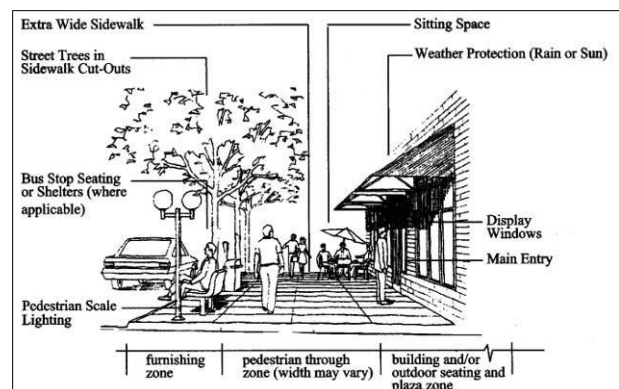 Extra Wide Sidewalk
Sitting Space
Street Trees in
Sidewalk Cut-Outs
Weather Protection (Rain or Sun)
Bus Stop Seating
or Shelters (where
applicable)
Display
Windows
Main Entry
Pedestrian Scale
Lighting
furnishing
zone
pedestrian through
zone (width may vary)
building and/or
outdoor seating and
plaza zone